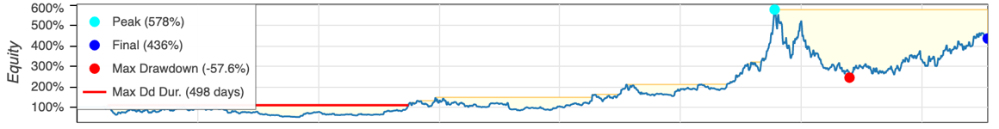 600%
500%
400%
300%
200%
100%
Equity
Peak (578%)
Final (436%)
Max Drawdown (-57.6%)
Max Dd Dur. (498 days)